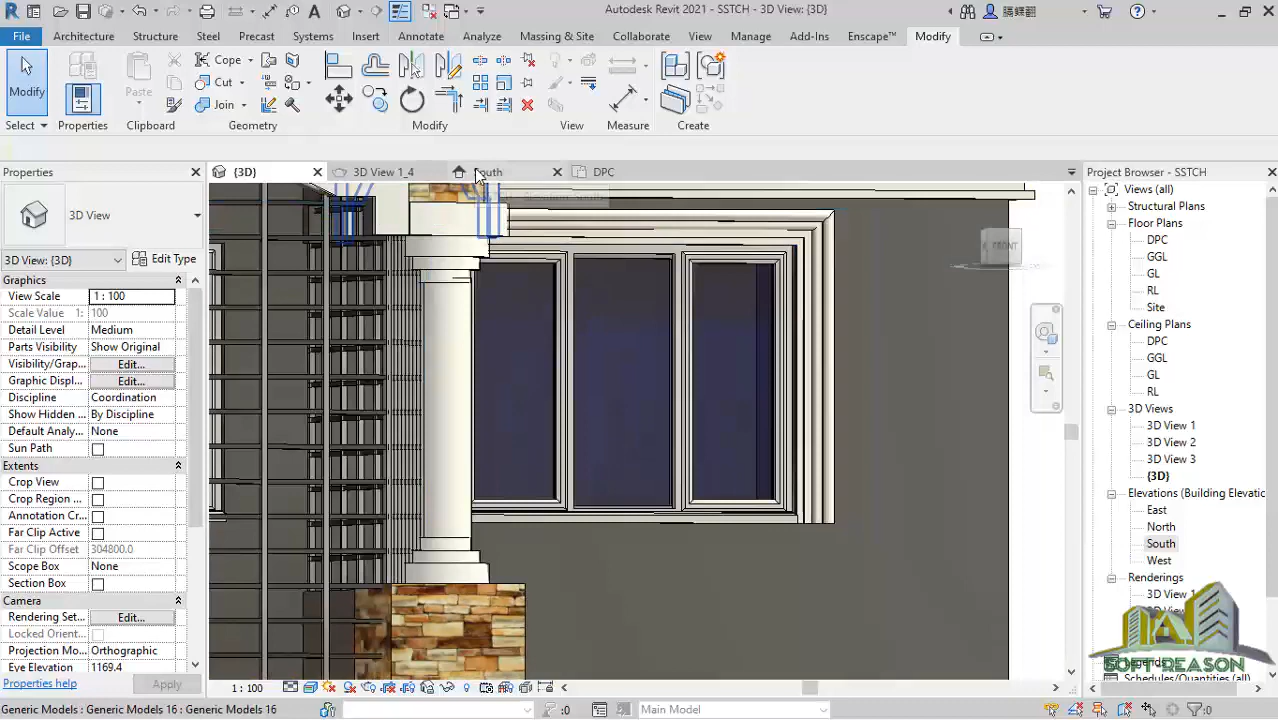 Autodesk Revit 2021 - SSTCH - 3D View: {3D}
File Architecture Structure Steel Precast Systems Insert Annotate Analyze Massing & Site Collaborate View Manage Add-Ins Enscape™ Modify
Modify Paste Cope Cut Join
Select Properties Clipboard Geometry Modify View Measure Create
Properties {3D} 3D View 1_4 South DPC Project Browser - SSTCH
3D View
3D View: {3D} Edit Type
Graphics
View Scale 1 : 100
Scale Value 1: 100
Detail Level Medium
Parts Visibility Show Original
Visibility/Grap... Edit...
Graphic Displ... Edit...
Discipline Coordination
Show Hidden ... By Discipline
Default Analy... None
Sun Path
Extents
Crop View
Crop Region ...
Annotation Cr...
Far Clip Active
Far Clip Offset 304800.0
Scope Box None
Section Box
Camera
Rendering Set... Edit...
Locked Orient...
Projection Mo... Orthographic
Eye Elevation 1169.4
Properties help Apply
FRONT
Views (all)
Structural Plans
Floor Plans
DPC
GGL
GL
RL
Site
Ceiling Plans
DPC
GGL
GL
RL
3D Views
3D View 1
3D View 2
3D View 3
{3D}
Elevations (Building Elevatic
East
North
South
West
Renderings
SOFT REASON
Schedules/Quantities (all)
1 : 100
Generic Models : Generic Models 16 : Generic Models 16 :0 Main Model :0